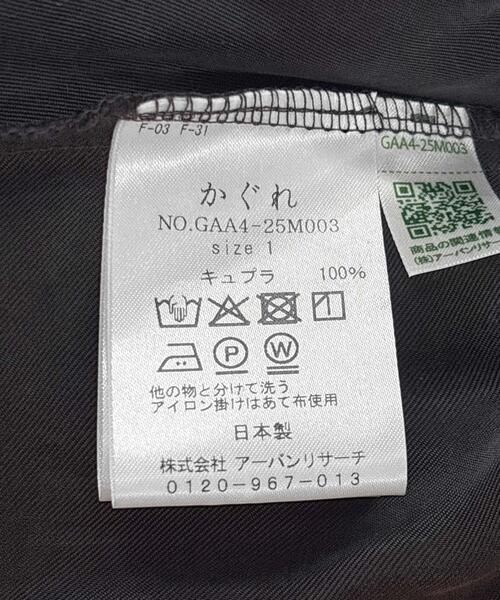 F-03 F-31
かぐれ
NO.GAA4-25M003
size 1
キュプラ 100%
P W
他の物と分けて洗う
アイロン掛けはあて布使用
日本製
株式会社 アーバンリサーチ
0120-967-013
GAA4-25M003
商品の関連情報
(株)アーバンリサー